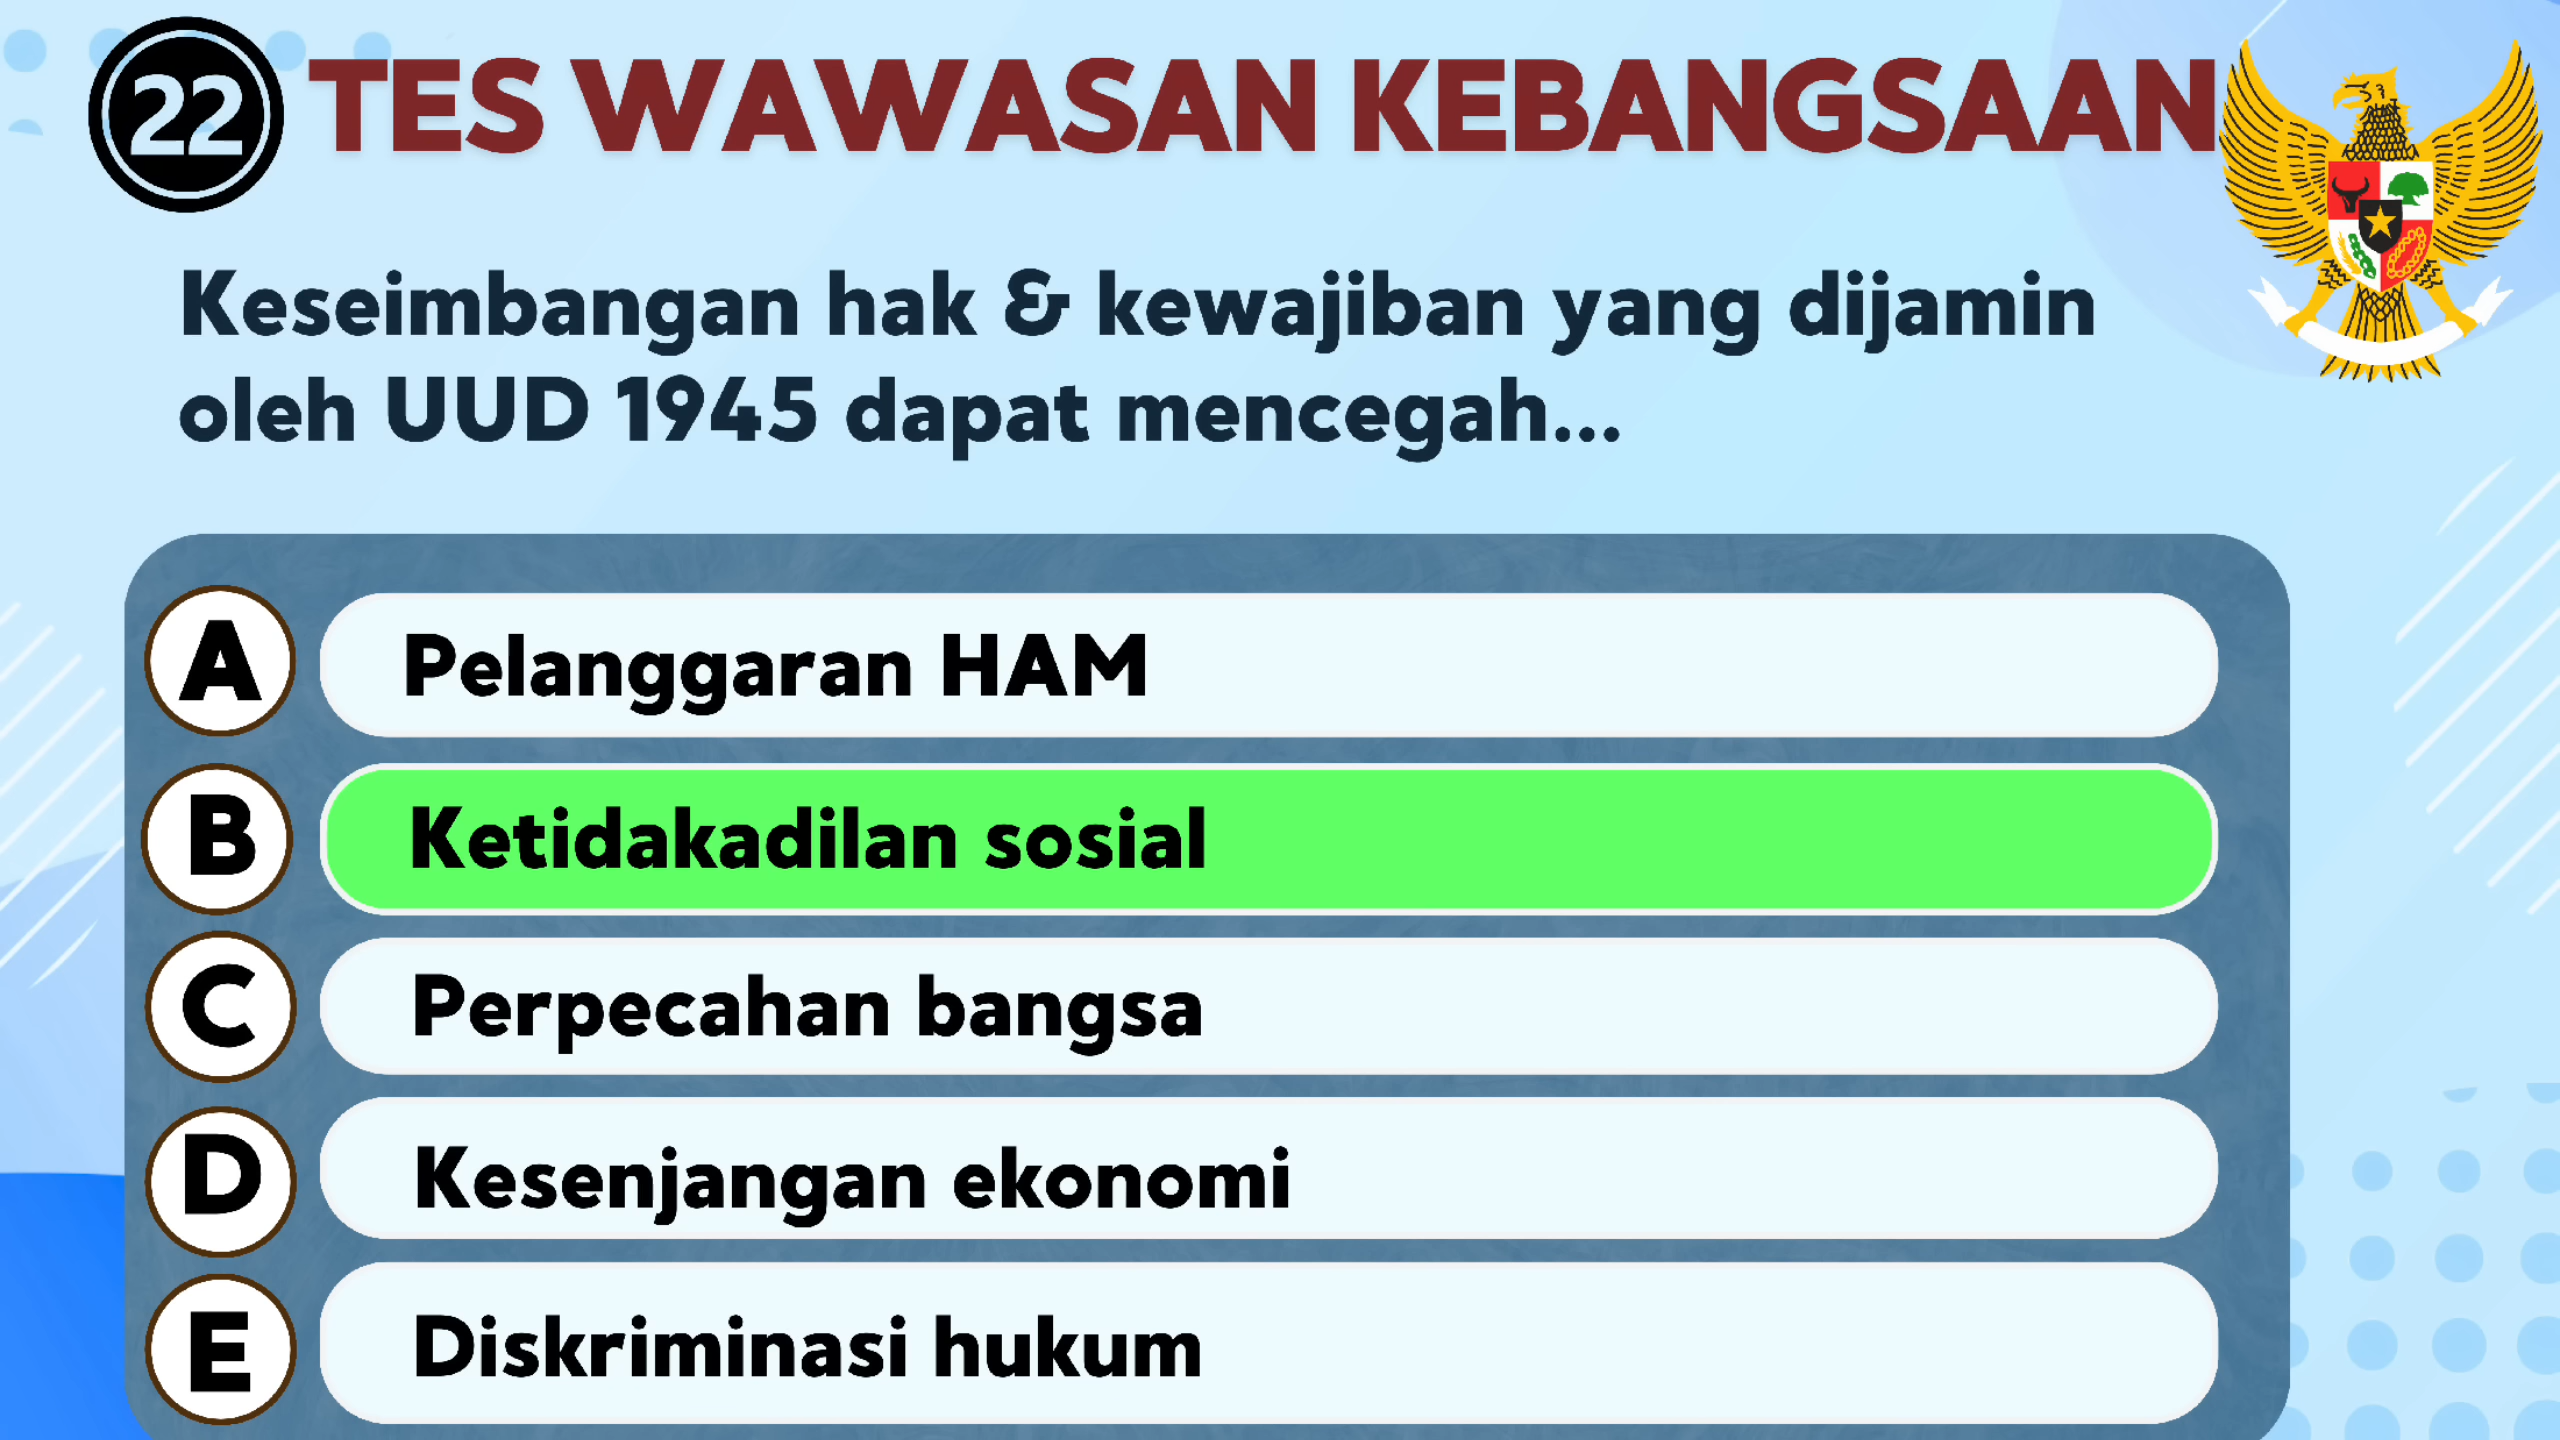 22 TES WAWASAN KEBANGSAAN
Keseimbangan hak & kewajiban yang dijamin
oleh UUD 1945 dapat mencegah...
A Pelanggaran HAM
B Ketidakadilan sosial
C Perpecahan bangsa
D Kesenjangan ekonomi
E Diskriminasi hukum